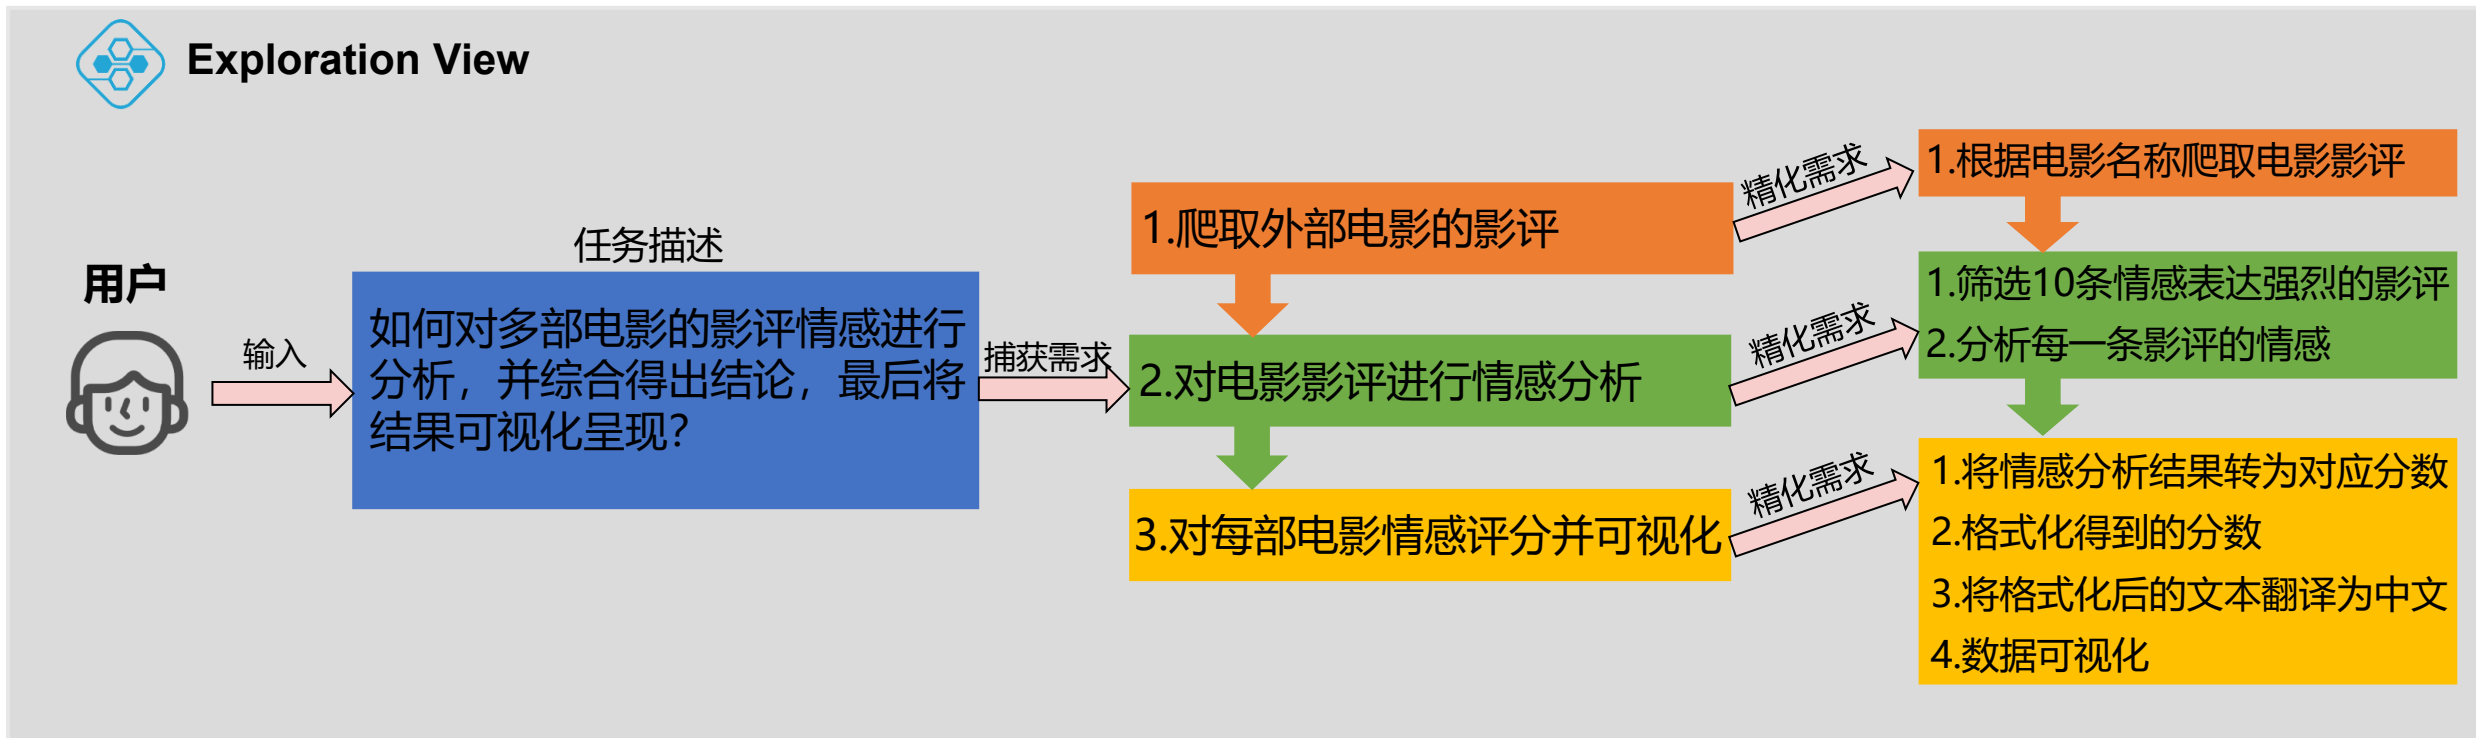 Exploration View
用户
输入
任务描述
如何对多部电影的影评情感进行
分析，并综合得出结论，最后将
结果可视化呈现？
捕获需求
1.爬取外部电影的影评
2.对电影影评进行情感分析
3.对每部电影情感评分并可视化
精化需求
精化需求
精化需求
1.根据电影名称爬取电影影评
1.筛选10条情感表达强烈的影评
2.分析每一条影评的情感
1.将情感分析结果转为对应分数
2.格式化得到的分数
3.将格式化后的文本翻译为中文
4.数据可视化